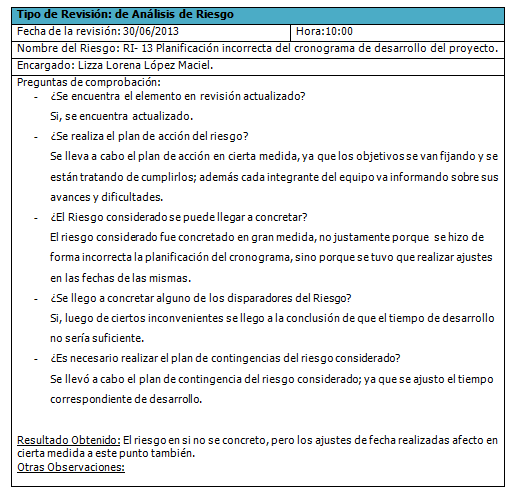 Tipo de Revisión: de Análisis de Riesgo
Fecha de la revisión: 30/06/2013 Hora:10:00
Nombre del Riesgo: RI- 13 Planificación incorrecta del cronograma de desarrollo del proyecto.
Encargado: Lizza Lorena López Maciel.
Preguntas de comprobación:
- ¿Se encuentra el elemento en revisión actualizado?
Si, se encuentra actualizado.
- ¿Se realiza el plan de acción del riesgo?
Se lleva a cabo el plan de acción en cierta medida, ya que los objetivos se van fijando y se
están tratando de cumplirlos; además cada integrante del equipo va informando sobre sus
avances y dificultades.
- ¿El Riesgo considerado se puede llegar a concretar?
El riesgo considerado fue concretado en gran medida, no justamente porque se hizo de
forma incorrecta la planificación del cronograma, sino porque se tuvo que realizar ajustes
en las fechas de las mismas.
- ¿Se llego a concretar alguno de los disparadores del Riesgo?
Si, luego de ciertos inconvenientes se llego a la conclusión de que el tiempo de desarrollo
no sería suficiente.
- ¿Es necesario realizar el plan de contingencias del riesgo considerado?
Se llevó a cabo el plan de contingencia del riesgo considerado; ya que se ajusto el tiempo
correspondiente de desarrollo.
Resultado Obtenido: El riesgo en si no se concreto, pero los ajustes de fecha realizadas afecto en
cierta medida a este punto también.
Otras Observaciones: